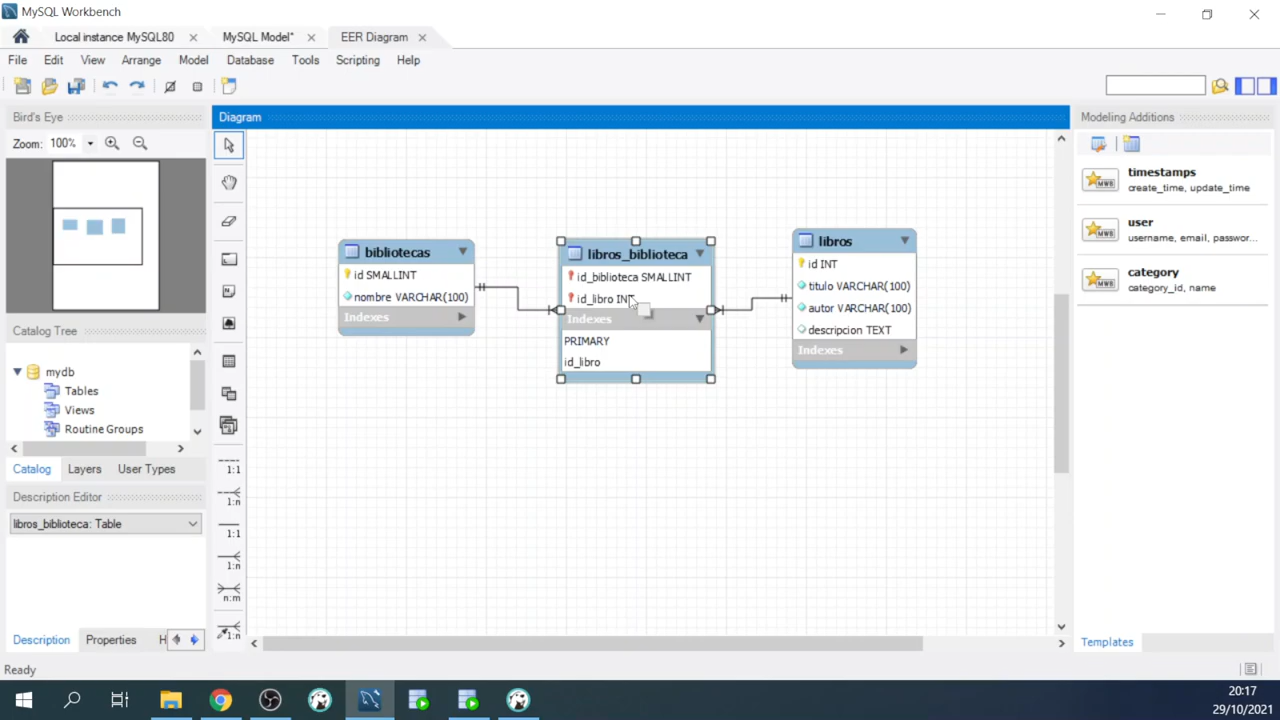 MySQL Workbench
Local instance MySQL80
MySQL Model*
EER Diagram
File Edit View Arrange Model Database Tools Scripting Help
Bird's Eye
Zoom: 100%
Catalog Tree
mydb
Tables
Views
Routine Groups
Catalog Layers User Types
Description Editor
libros_biblioteca: Table
Description Properties H
Ready
Diagram
1:1
1:n
1:1
1:n
n:m
1:n
bibliotecas
id SMALLINT
nombre VARCHAR(100)
Indexes
libros_biblioteca
id_biblioteca SMALLINT
id_libro INT
Indexes
PRIMARY
id_libro
libros
id INT
titulo VARCHAR(100)
autor VARCHAR(100)
descripcion TEXT
Indexes
Modeling Additions
MWB
timestamps
create_time, update_time
MWB
user
username, email, passwor...
MWB
category
category_id, name
Templates
20:17
29/10/2021